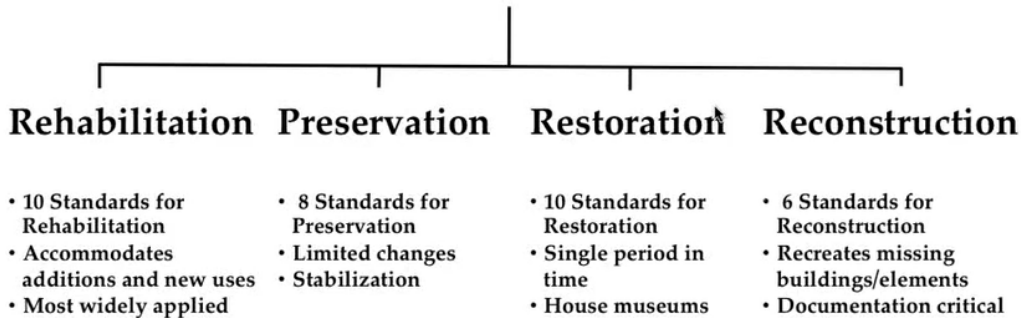 Rehabilitation
• 10 Standards for
Rehabilitation
• Accommodates
additions and new uses
• Most widely applied
Preservation
• 8 Standards for
Preservation
• Limited changes
• Stabilization
Restoration
• 10 Standards for
Restoration
• Single period in
time
• House museums
Reconstruction
• 6 Standards for
Reconstruction
• Recreates missing
buildings/elements
• Documentation critical